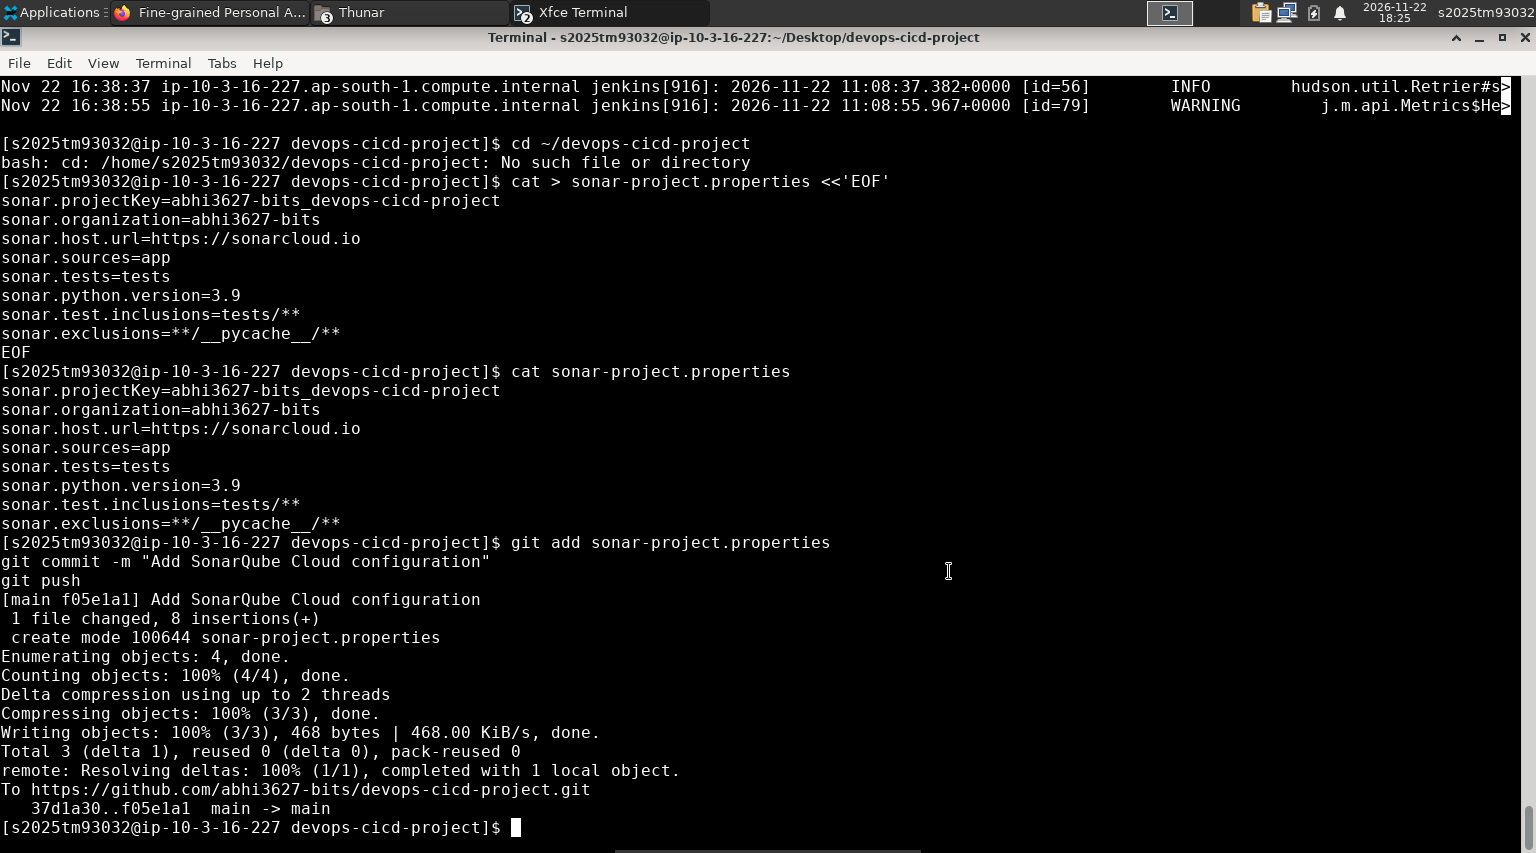 Applications
Fine-grained Personal A...
3 Thunar
2 Xfce Terminal
2026-11-22
18:25
s2025tm93032
Terminal - s2025tm93032@ip-10-3-16-227:~/Desktop/devops-cicd-project
File Edit View Terminal Tabs Help
Nov 22 16:38:37 ip-10-3-16-227.ap-south-1.compute.internal jenkins[916]: 2026-11-22 11:08:37.382+0000 [id=56] INFO hudson.util.Retrier#s>
Nov 22 16:38:55 ip-10-3-16-227.ap-south-1.compute.internal jenkins[916]: 2026-11-22 11:08:55.967+0000 [id=79] WARNING j.m.api.Metrics$He>
[s2025tm93032@ip-10-3-16-227 devops-cicd-project]$ cd ~/devops-cicd-project
bash: cd: /home/s2025tm93032/devops-cicd-project: No such file or directory
[s2025tm93032@ip-10-3-16-227 devops-cicd-project]$ cat > sonar-project.properties <<'EOF'
sonar.projectKey=abhi3627-bits_devops-cicd-project
sonar.organization=abhi3627-bits
sonar.host.url=https://sonarcloud.io
sonar.sources=app
sonar.tests=tests
sonar.python.version=3.9
sonar.test.inclusions=tests/**
sonar.exclusions=**/__pycache__/**
EOF
[s2025tm93032@ip-10-3-16-227 devops-cicd-project]$ cat sonar-project.properties
sonar.projectKey=abhi3627-bits_devops-cicd-project
sonar.organization=abhi3627-bits
sonar.host.url=https://sonarcloud.io
sonar.sources=app
sonar.tests=tests
sonar.python.version=3.9
sonar.test.inclusions=tests/**
sonar.exclusions=**/__pycache__/**
[s2025tm93032@ip-10-3-16-227 devops-cicd-project]$ git add sonar-project.properties
git commit -m "Add SonarQube Cloud configuration"
git push
[main f05e1a1] Add SonarQube Cloud configuration
 1 file changed, 8 insertions(+)
 create mode 100644 sonar-project.properties
Enumerating objects: 4, done.
Counting objects: 100% (4/4), done.
Delta compression using up to 2 threads
Compressing objects: 100% (3/3), done.
Writing objects: 100% (3/3), 468 bytes | 468.00 KiB/s, done.
Total 3 (delta 1), reused 0 (delta 0), pack-reused 0
remote: Resolving deltas: 100% (1/1), completed with 1 local object.
To https://github.com/abhi3627-bits/devops-cicd-project.git
   37d1a30..f05e1a1  main -> main
[s2025tm93032@ip-10-3-16-227 devops-cicd-project]$